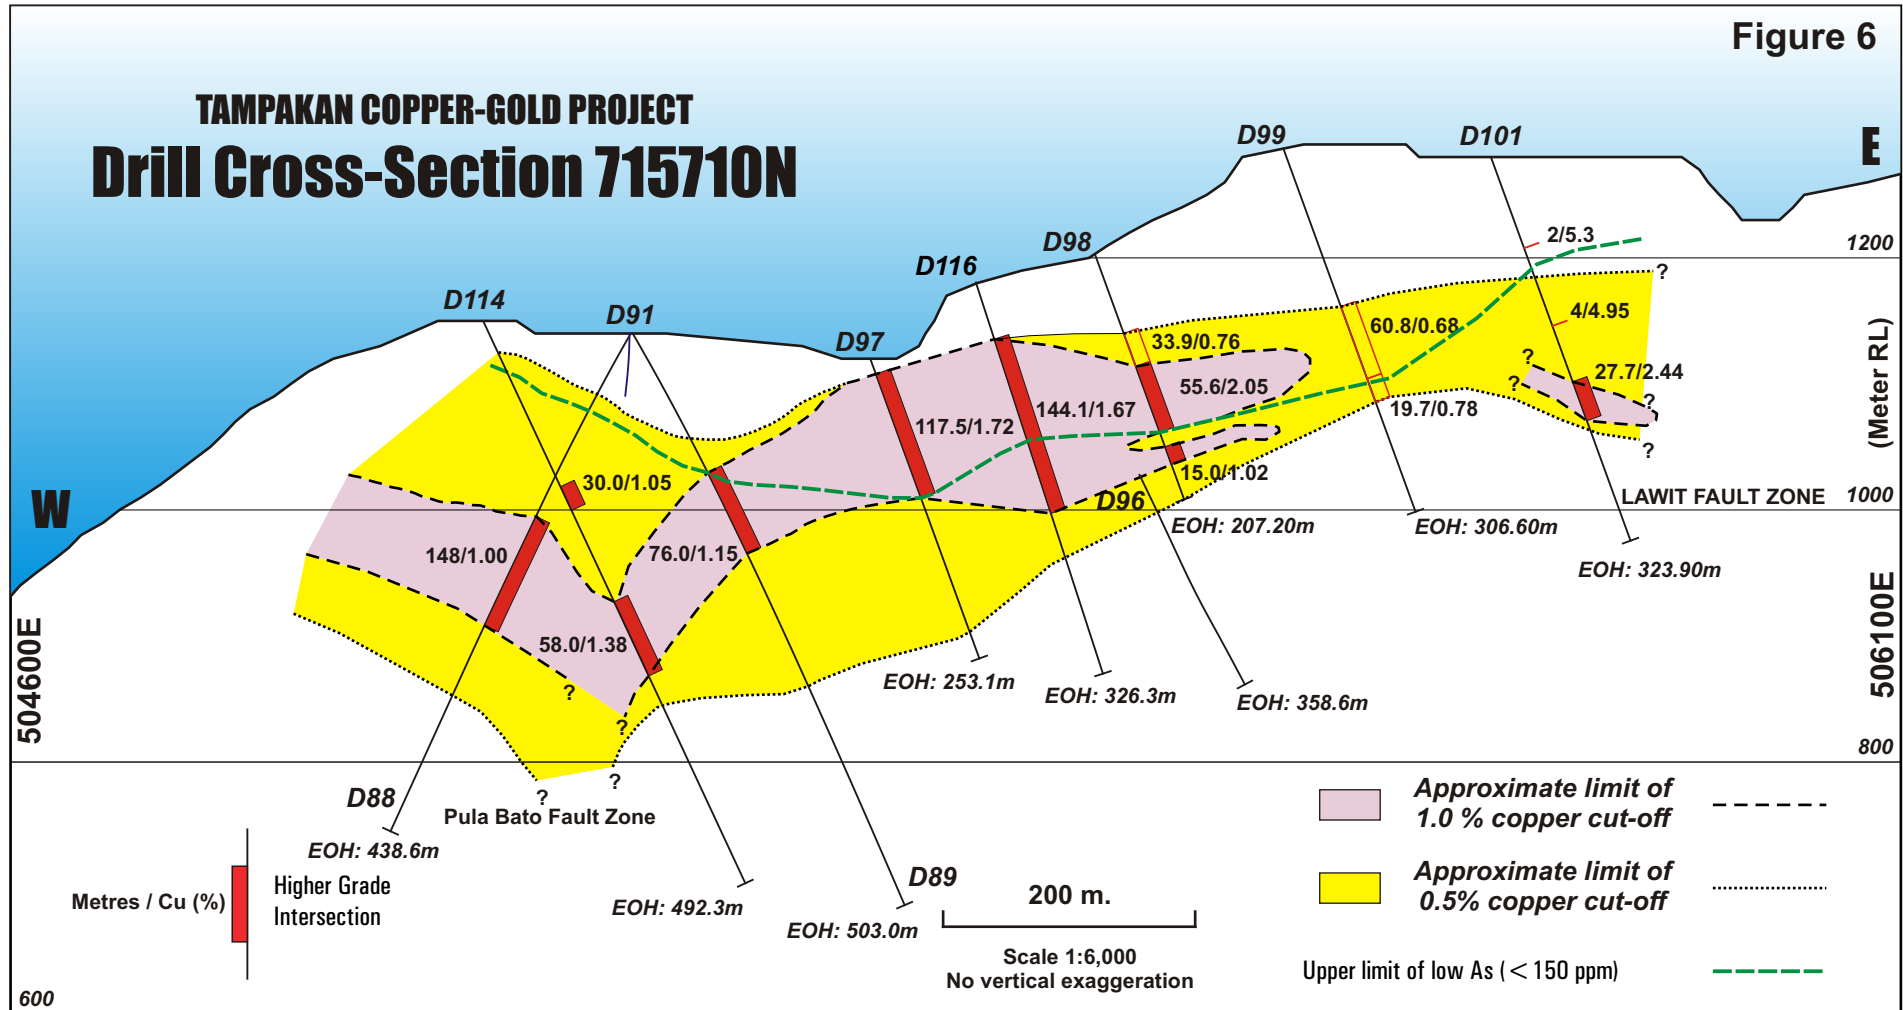 Figure 6
TAMPAKAN COPPER-GOLD PROJECT
Drill Cross-Section 715710N
W
E
D114
D91
D97
D116
D98
D99
D101
1200
1000
800
600
(Meter RL)
504600E
506100E
2/5.3
4/4.95
27.7/2.44
60.8/0.68
19.7/0.78
33.9/0.76
55.6/2.05
15.0/1.02
144.1/1.67
117.5/1.72
30.0/1.05
148/1.00
76.0/1.15
58.0/1.38
?
?
?
?
?
?
?
?
?
D96
LAWIT FAULT ZONE
EOH: 207.20m
EOH: 306.60m
EOH: 323.90m
EOH: 253.1m
EOH: 326.3m
EOH: 358.6m
D88
Pula Bato Fault Zone
EOH: 438.6m
EOH: 492.3m
D89
EOH: 503.0m
Metres / Cu (%)
Higher Grade
Intersection
200 m.
Scale 1:6,000
No vertical exaggeration
Approximate limit of
1.0 % copper cut-off
Approximate limit of
0.5% copper cut-off
Upper limit of low As (< 150 ppm)